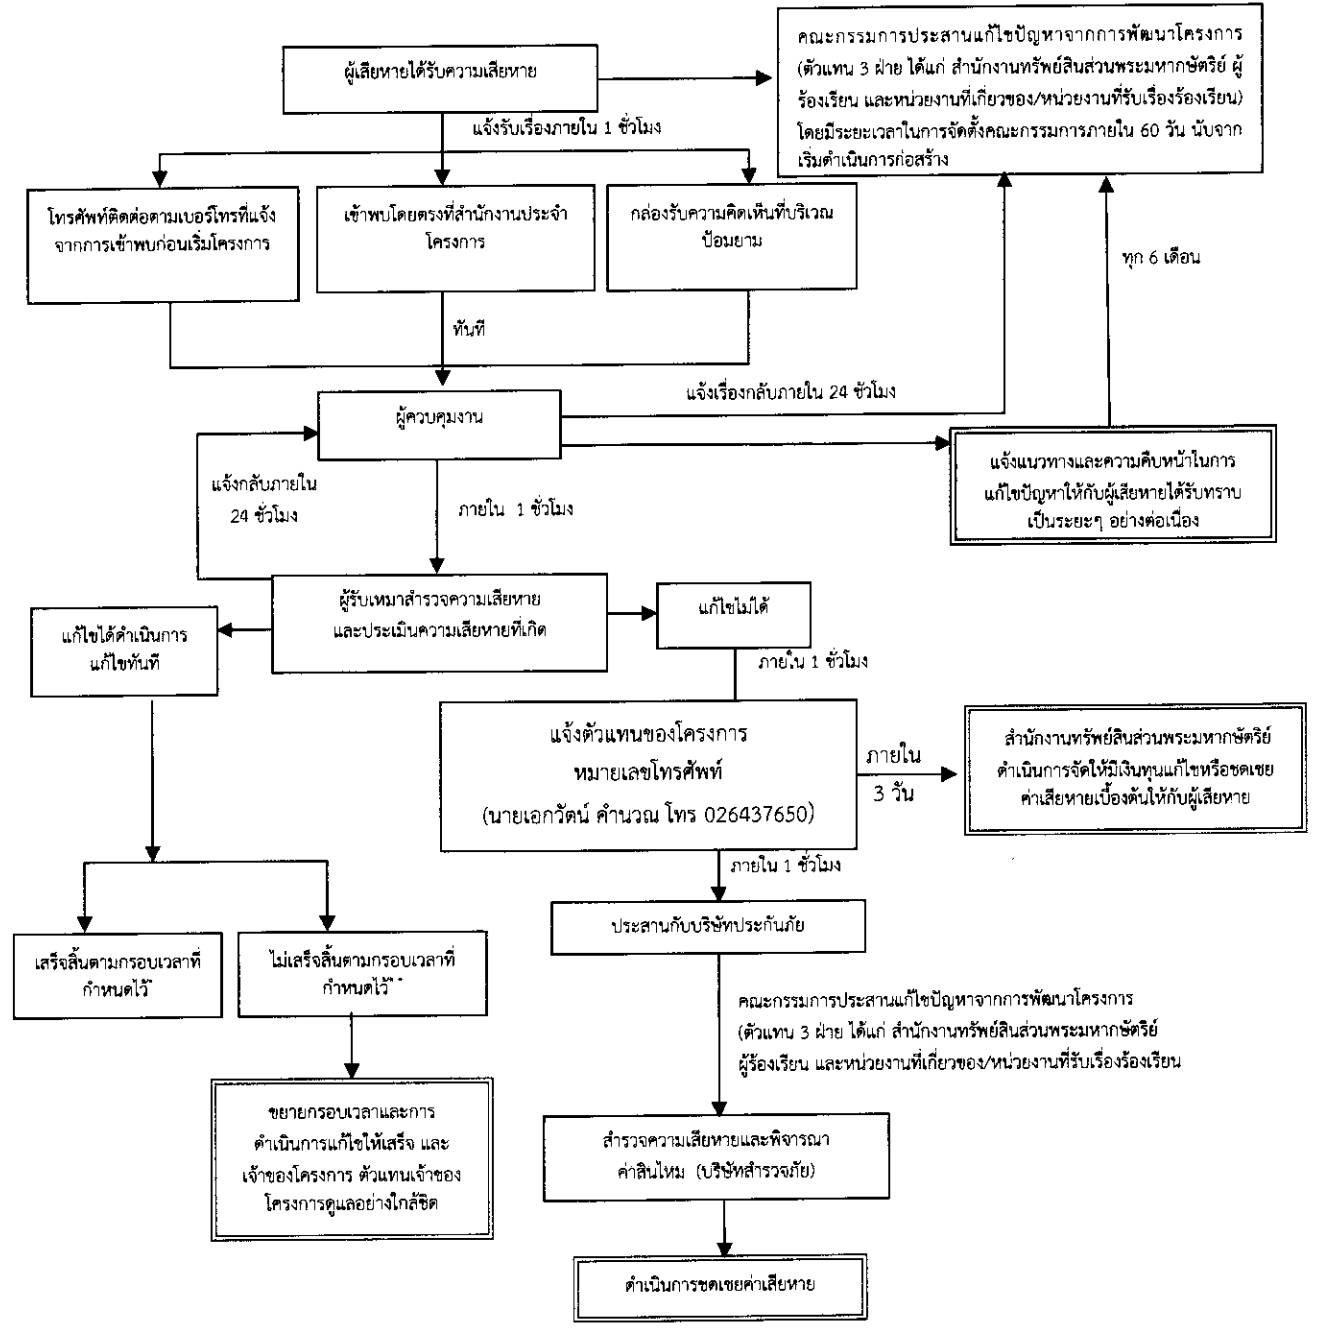 ผู้เสียหายได้รับความเสียหาย
คณะกรรมการประสานแก้ไขปัญหาจากการพัฒนาโครงการ
(ตัวแทน 3 ฝ่าย ได้แก่ สำนักงานทรัพย์สินส่วนพระมหากษัตริย์ ผู้
ร้องเรียน และหน่วยงานที่เกี่ยวของ/หน่วยงานที่รับเรื่องร้องเรียน)
โดยมีระยะเวลาในการจัดตั้งคณะกรรมการภายใน 60 วัน นับจาก
เริ่มดำเนินการก่อสร้าง
แจ้งรับเรื่องภายใน 1 ชั่วโมง
โทรศัพท์ติดต่อตามเบอร์โทรที่แจ้ง
จากการเข้าพบก่อนเริ่มโครงการ
เข้าพบโดยตรงที่สำนักงานประจำ
โครงการ
กล่องรับความคิดเห็นที่บริเวณ
ป้อมยาม
ทุก 6 เดือน
ทันที
แจ้งเรื่องกลับภายใน 24 ชั่วโมง
ผู้ควบคุมงาน
แจ้งแนวทางและความคืบหน้าในการ
แก้ไขปัญหาให้กับผู้เสียหายได้รับทราบ
เป็นระยะๆ อย่างต่อเนื่อง
แจ้งกลับภายใน
24 ชั่วโมง
ภายใน 1 ชั่วโมง
ผู้รับเหมาสำรวจความเสียหาย
และประเมินความเสียหายที่เกิด
แก้ไขไม่ได้
แก้ไขได้ดำเนินการ
แก้ไขทันที
ภายใน 1 ชั่วโมง
แจ้งตัวแทนของโครงการ
หมายเลขโทรศัพท์
(นายเอกวัตน์ คำนวณ โทร 026437650)
ภายใน
3 วัน
สำนักงานทรัพย์สินส่วนพระมหากษัตริย์
ดำเนินการจัดให้มีเงินทุนแก้ไขหรือชดเชย
ค่าเสียหายเบื้องต้นให้กับผู้เสียหาย
ภายใน 1 ชั่วโมง
ประสานกับบริษัทประกันภัย
เสร็จสิ้นตามกรอบเวลาที่
กำหนดไว้*
ไม่เสร็จสิ้นตามกรอบเวลาที่
กำหนดไว้**
คณะกรรมการประสานแก้ไขปัญหาจากการพัฒนาโครงการ
(ตัวแทน 3 ฝ่าย ได้แก่ สำนักงานทรัพย์สินส่วนพระมหากษัตริย์
ผู้ร้องเรียน และหน่วยงานที่เกี่ยวของ/หน่วยงานที่รับเรื่องร้องเรียน
ขยายกรอบเวลาและการ
ดำเนินการแก้ไขให้เสร็จ และ
เจ้าของโครงการ ตัวแทนเจ้าของ
โครงการดูแลอย่างใกล้ชิด
สำรวจความเสียหายและพิจารณา
ค่าสินไหม (บริษัทสำรวจภัย)
ดำเนินการชดเชยค่าเสียหาย